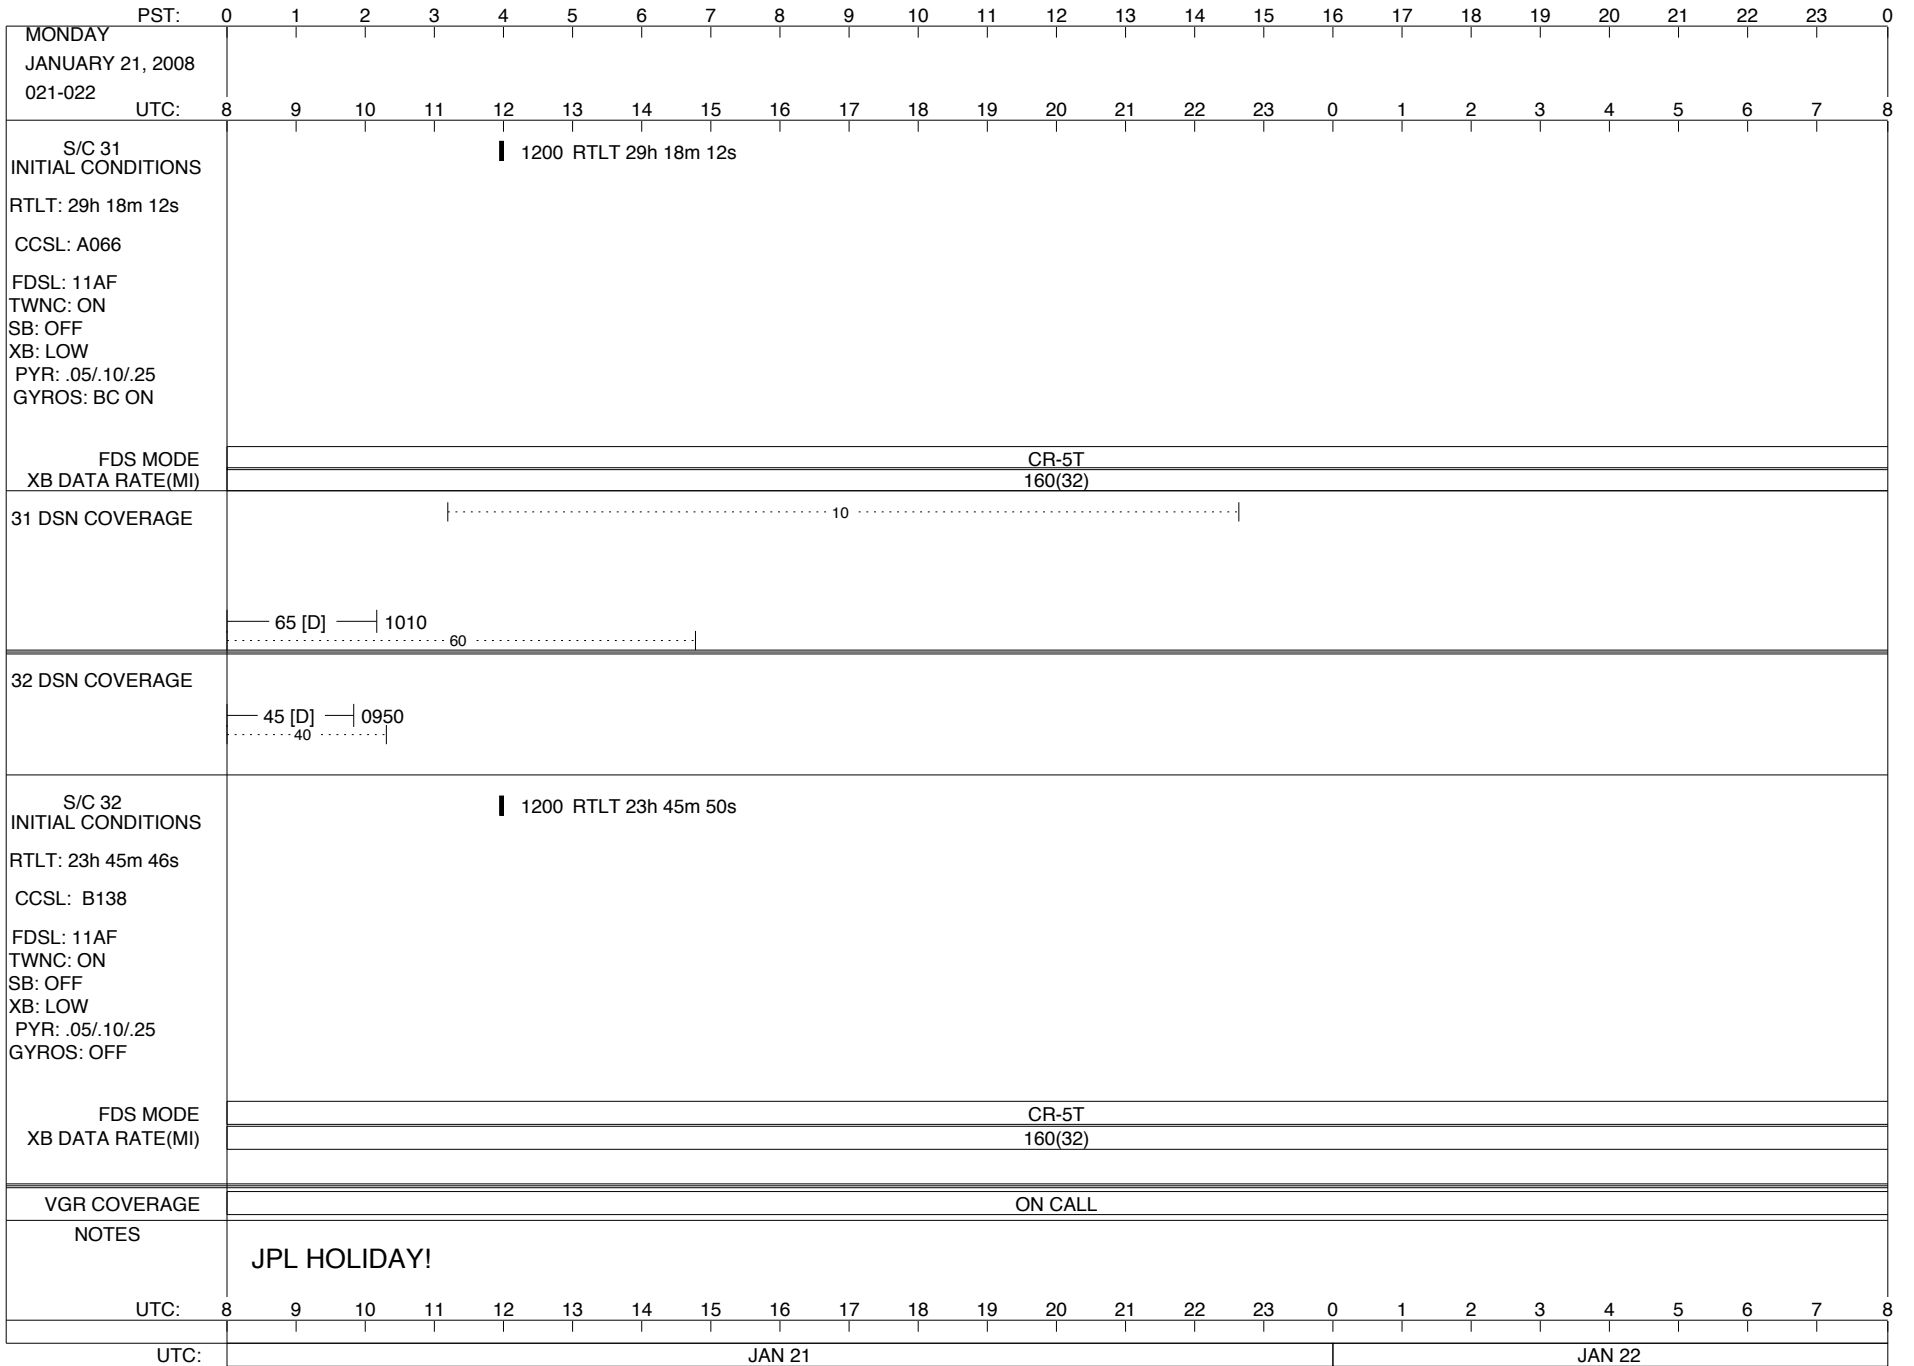 PST: 0 1 2 3 4 5 6 7 8 9 10 11 12 13 14 15 16 17 18 19 20 21 22 23 0
MONDAY
JANUARY 21, 2008
021-022
UTC: 8 9 10 11 12 13 14 15 16 17 18 19 20 21 22 23 0 1 2 3 4 5 6 7 8
S/C 31
INITIAL CONDITIONS
1200 RTLT 29h 18m 12s
RTLT: 29h 18m 12s
CCSL: A066
FDSL: 11AF
TWNC: ON
SB: OFF
XB: LOW
PYR: .05/.10/.25
GYROS: BC ON
FDS MODE CR-5T
XB DATA RATE(MI) 160(32)
31 DSN COVERAGE 10
65 [D] 1010
60
32 DSN COVERAGE
45 [D] 0950
40
S/C 32
INITIAL CONDITIONS
1200 RTLT 23h 45m 50s
RTLT: 23h 45m 46s
CCSL: B138
FDSL: 11AF
TWNC: ON
SB: OFF
XB: LOW
PYR: .05/.10/.25
GYROS: OFF
FDS MODE CR-5T
XB DATA RATE(MI) 160(32)
VGR COVERAGE ON CALL
NOTES
JPL HOLIDAY!
UTC: 8 9 10 11 12 13 14 15 16 17 18 19 20 21 22 23 0 1 2 3 4 5 6 7 8
UTC: JAN 21 JAN 22